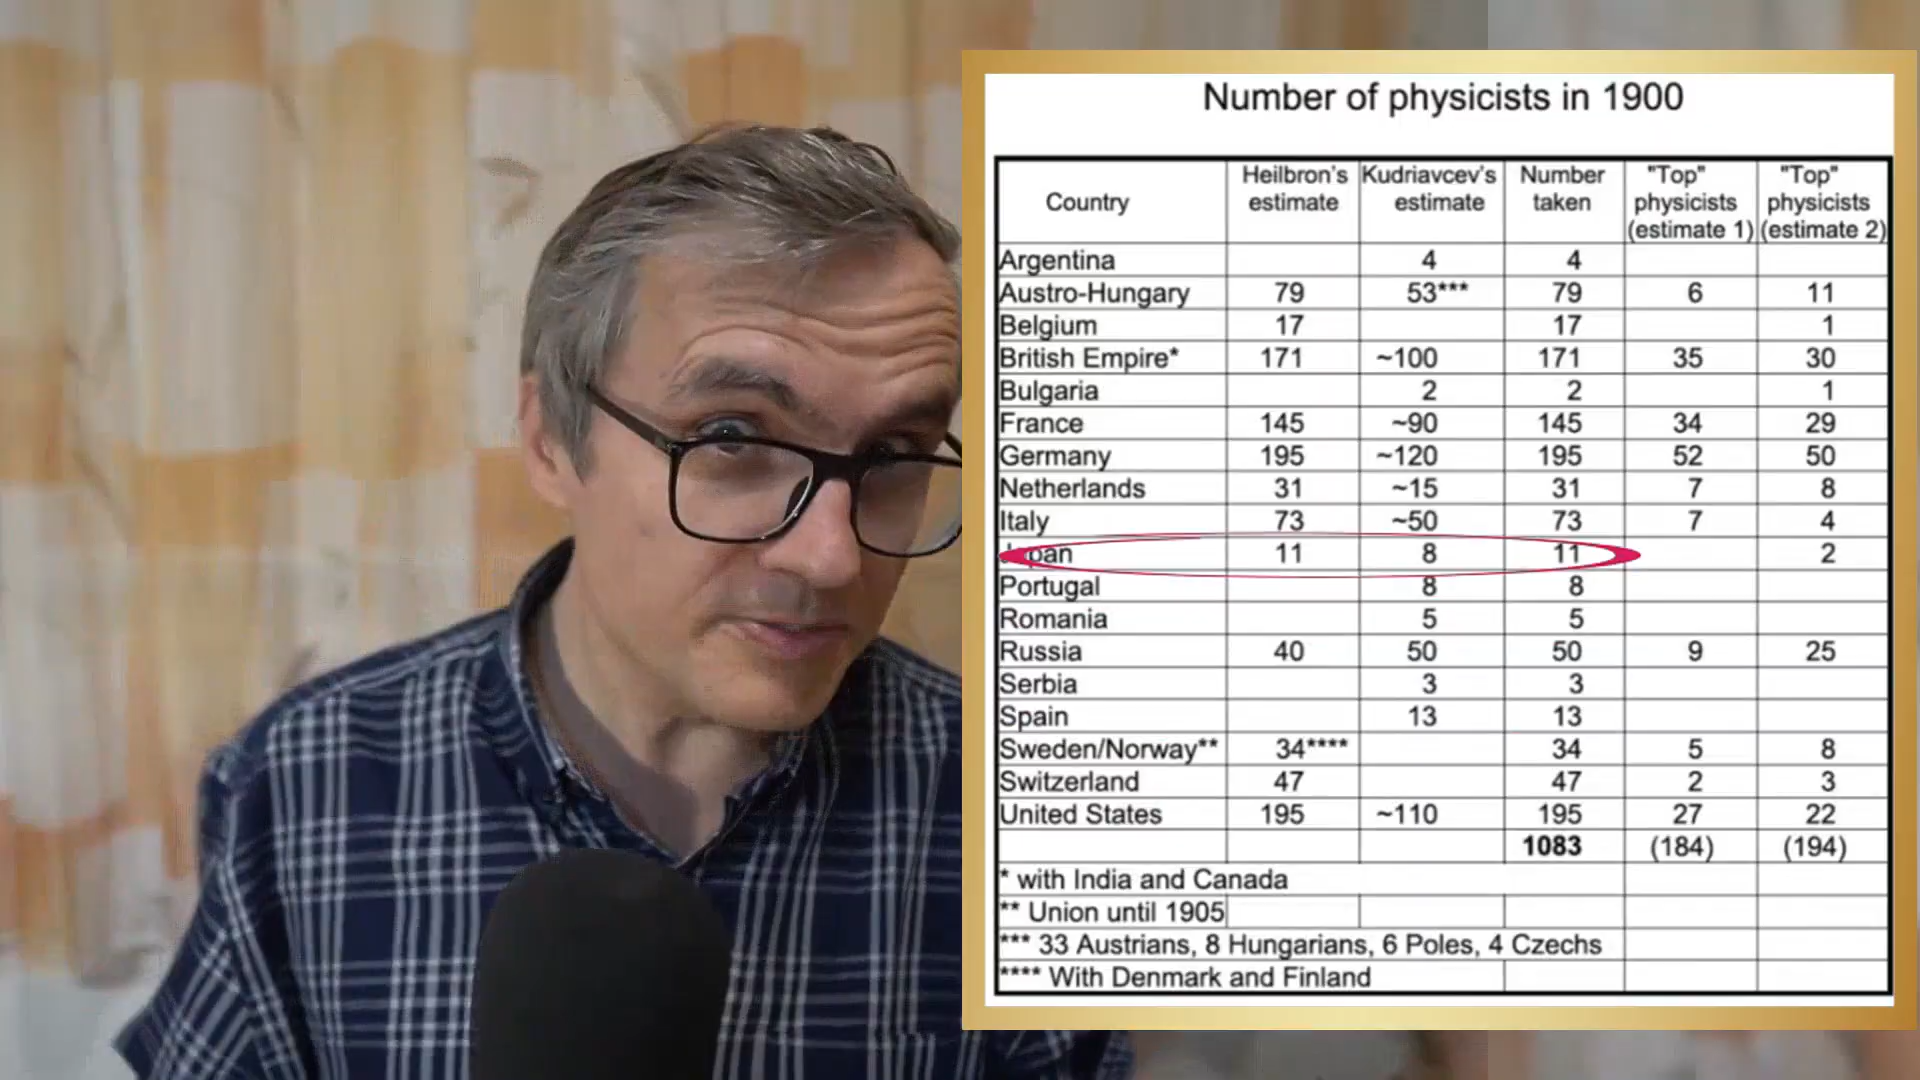 Number of physicists in 1900
Country Heilbron's estimate Kudriavcev's estimate Number taken "Top" physicists (estimate 1) "Top" physicists (estimate 2)
Argentina 4 4
Austro-Hungary 79 53*** 79 6 11
Belgium 17 17 1
British Empire* 171 ~100 171 35 30
Bulgaria 2 2 1
France 145 ~90 145 34 29
Germany 195 ~120 195 52 50
Netherlands 31 ~15 31 7 8
Italy 73 ~50 73 7 4
Japan 11 8 11 2
Portugal 8 8
Romania 5 5
Russia 40 50 50 9 25
Serbia 3 3
Spain 13 13
Sweden/Norway** 34**** 34 5 8
Switzerland 47 47 2 3
United States 195 ~110 195 27 22
1083 (184) (194)
* with India and Canada
** Union until 1905
*** 33 Austrians, 8 Hungarians, 6 Poles, 4 Czechs
**** With Denmark and Finland